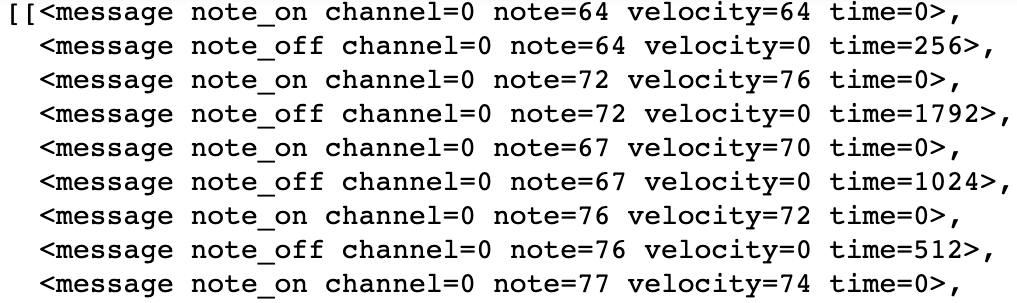 [[<message note_on channel=0 note=64 velocity=64 time=0>,
<message note_off channel=0 note=64 velocity=0 time=256>,
<message note_on channel=0 note=72 velocity=76 time=0>,
<message note_off channel=0 note=72 velocity=0 time=1792>,
<message note_on channel=0 note=67 velocity=70 time=0>,
<message note_off channel=0 note=67 velocity=0 time=1024>,
<message note_on channel=0 note=76 velocity=72 time=0>,
<message note_off channel=0 note=76 velocity=0 time=512>,
<message note_on channel=0 note=77 velocity=74 time=0>,